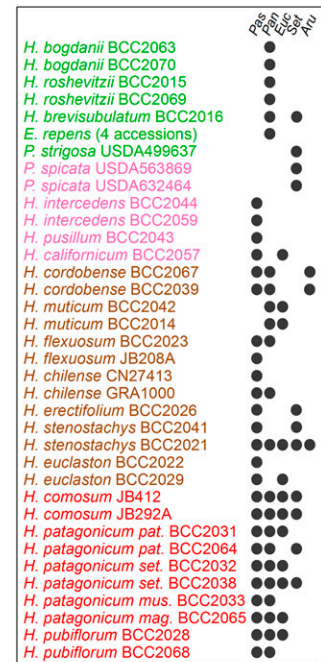 Pas Pan Euc Set Aru
H. bogdanii BCC2063
H. bogdanii BCC2070
H. roshevitzii BCC2015
H. roshevitzii BCC2069
H. brevisubulatum BCC2016
E. repens (4 accessions)
P. strigosa USDA499637
P. spicata USDA563869
P. spicata USDA632464
H. intercedens BCC2044
H. intercedens BCC2059
H. pusillum BCC2043
H. californicum BCC2057
H. cordobense BCC2067
H. cordobense BCC2039
H. muticum BCC2042
H. muticum BCC2014
H. flexuosum BCC2023
H. flexuosum JB208A
H. chilense CN27413
H. chilense GRA1000
H. erectifolium BCC2026
H. stenostachys BCC2041
H. stenostachys BCC2021
H. euclaston BCC2022
H. euclaston BCC2029
H. comosum JB412
H. comosum JB292A
H. patagonicum pat. BCC2031
H. patagonicum pat. BCC2064
H. patagonicum set. BCC2032
H. patagonicum set. BCC2038
H. patagonicum mus. BCC2033
H. patagonicum mag. BCC2065
H. pubiflorum BCC2028
H. pubiflorum BCC2068